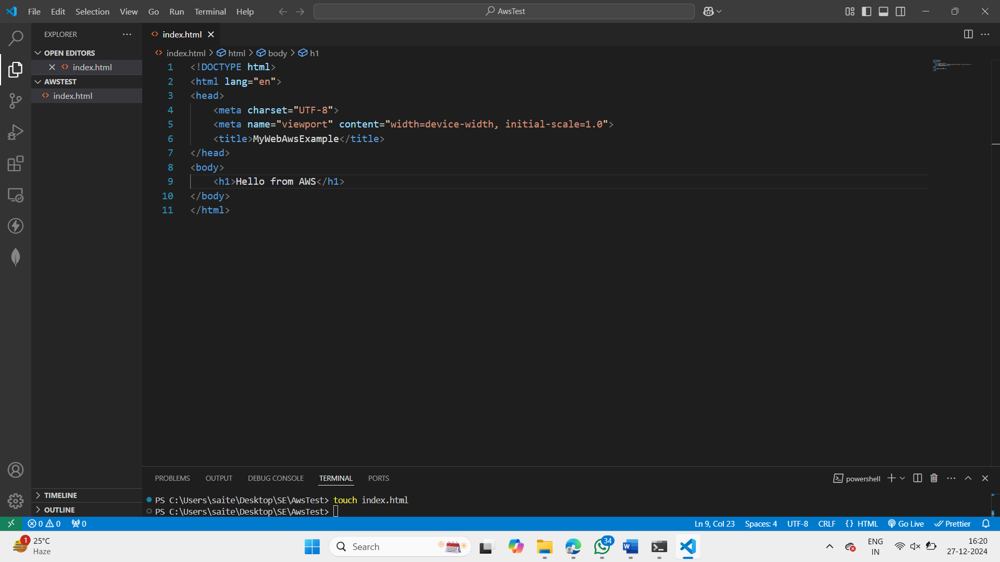 File Edit Selection View Go Run Terminal Help
AwsTest
EXPLORER
OPEN EDITORS
index.html
AWSTEST
index.html
TIMELINE
OUTLINE
index.html
index.html > html > body > h1
1 <!DOCTYPE html>
2 <html lang="en">
3 <head>
4     <meta charset="UTF-8">
5     <meta name="viewport" content="width=device-width, initial-scale=1.0">
6     <title>MyWebAwsExample</title>
7 </head>
8 <body>
9     <h1>Hello from AWS</h1>
10 </body>
11 </html>
PROBLEMS OUTPUT DEBUG CONSOLE TERMINAL PORTS
powershell
PS C:\Users\saite\Desktop\SE\AwsTest> touch index.html
PS C:\Users\saite\Desktop\SE\AwsTest>
0 0 0 Ln 9, Col 23 Spaces: 4 UTF-8 CRLF {} HTML Go Live Prettier
1
25°C
Haze
Search
34
W
ENG
IN
16:20
27-12-2024